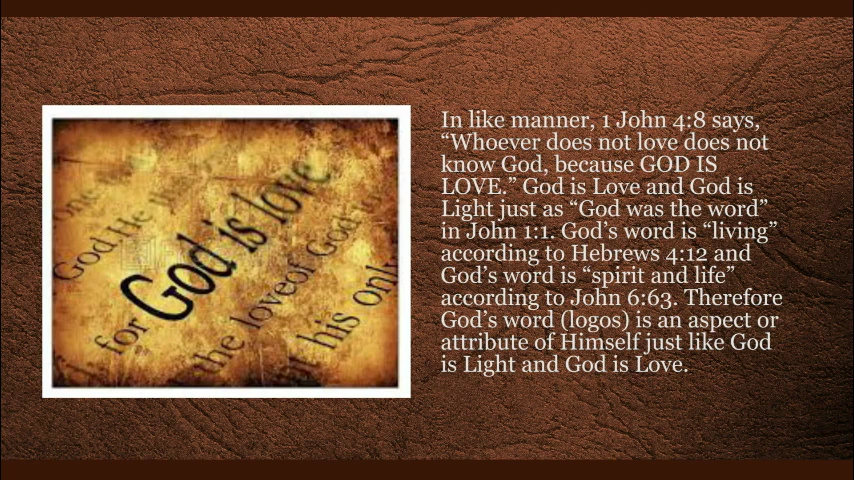 one
God.He
God is love
for
the loveof God
his only
In like manner, 1 John 4:8 says,
“Whoever does not love does not
know God, because GOD IS
LOVE.” God is Love and God is
Light just as “God was the word”
in John 1:1. God’s word is “living”
according to Hebrews 4:12 and
God’s word is “spirit and life”
according to John 6:63. Therefore
God’s word (logos) is an aspect or
attribute of Himself just like God
is Light and God is Love.